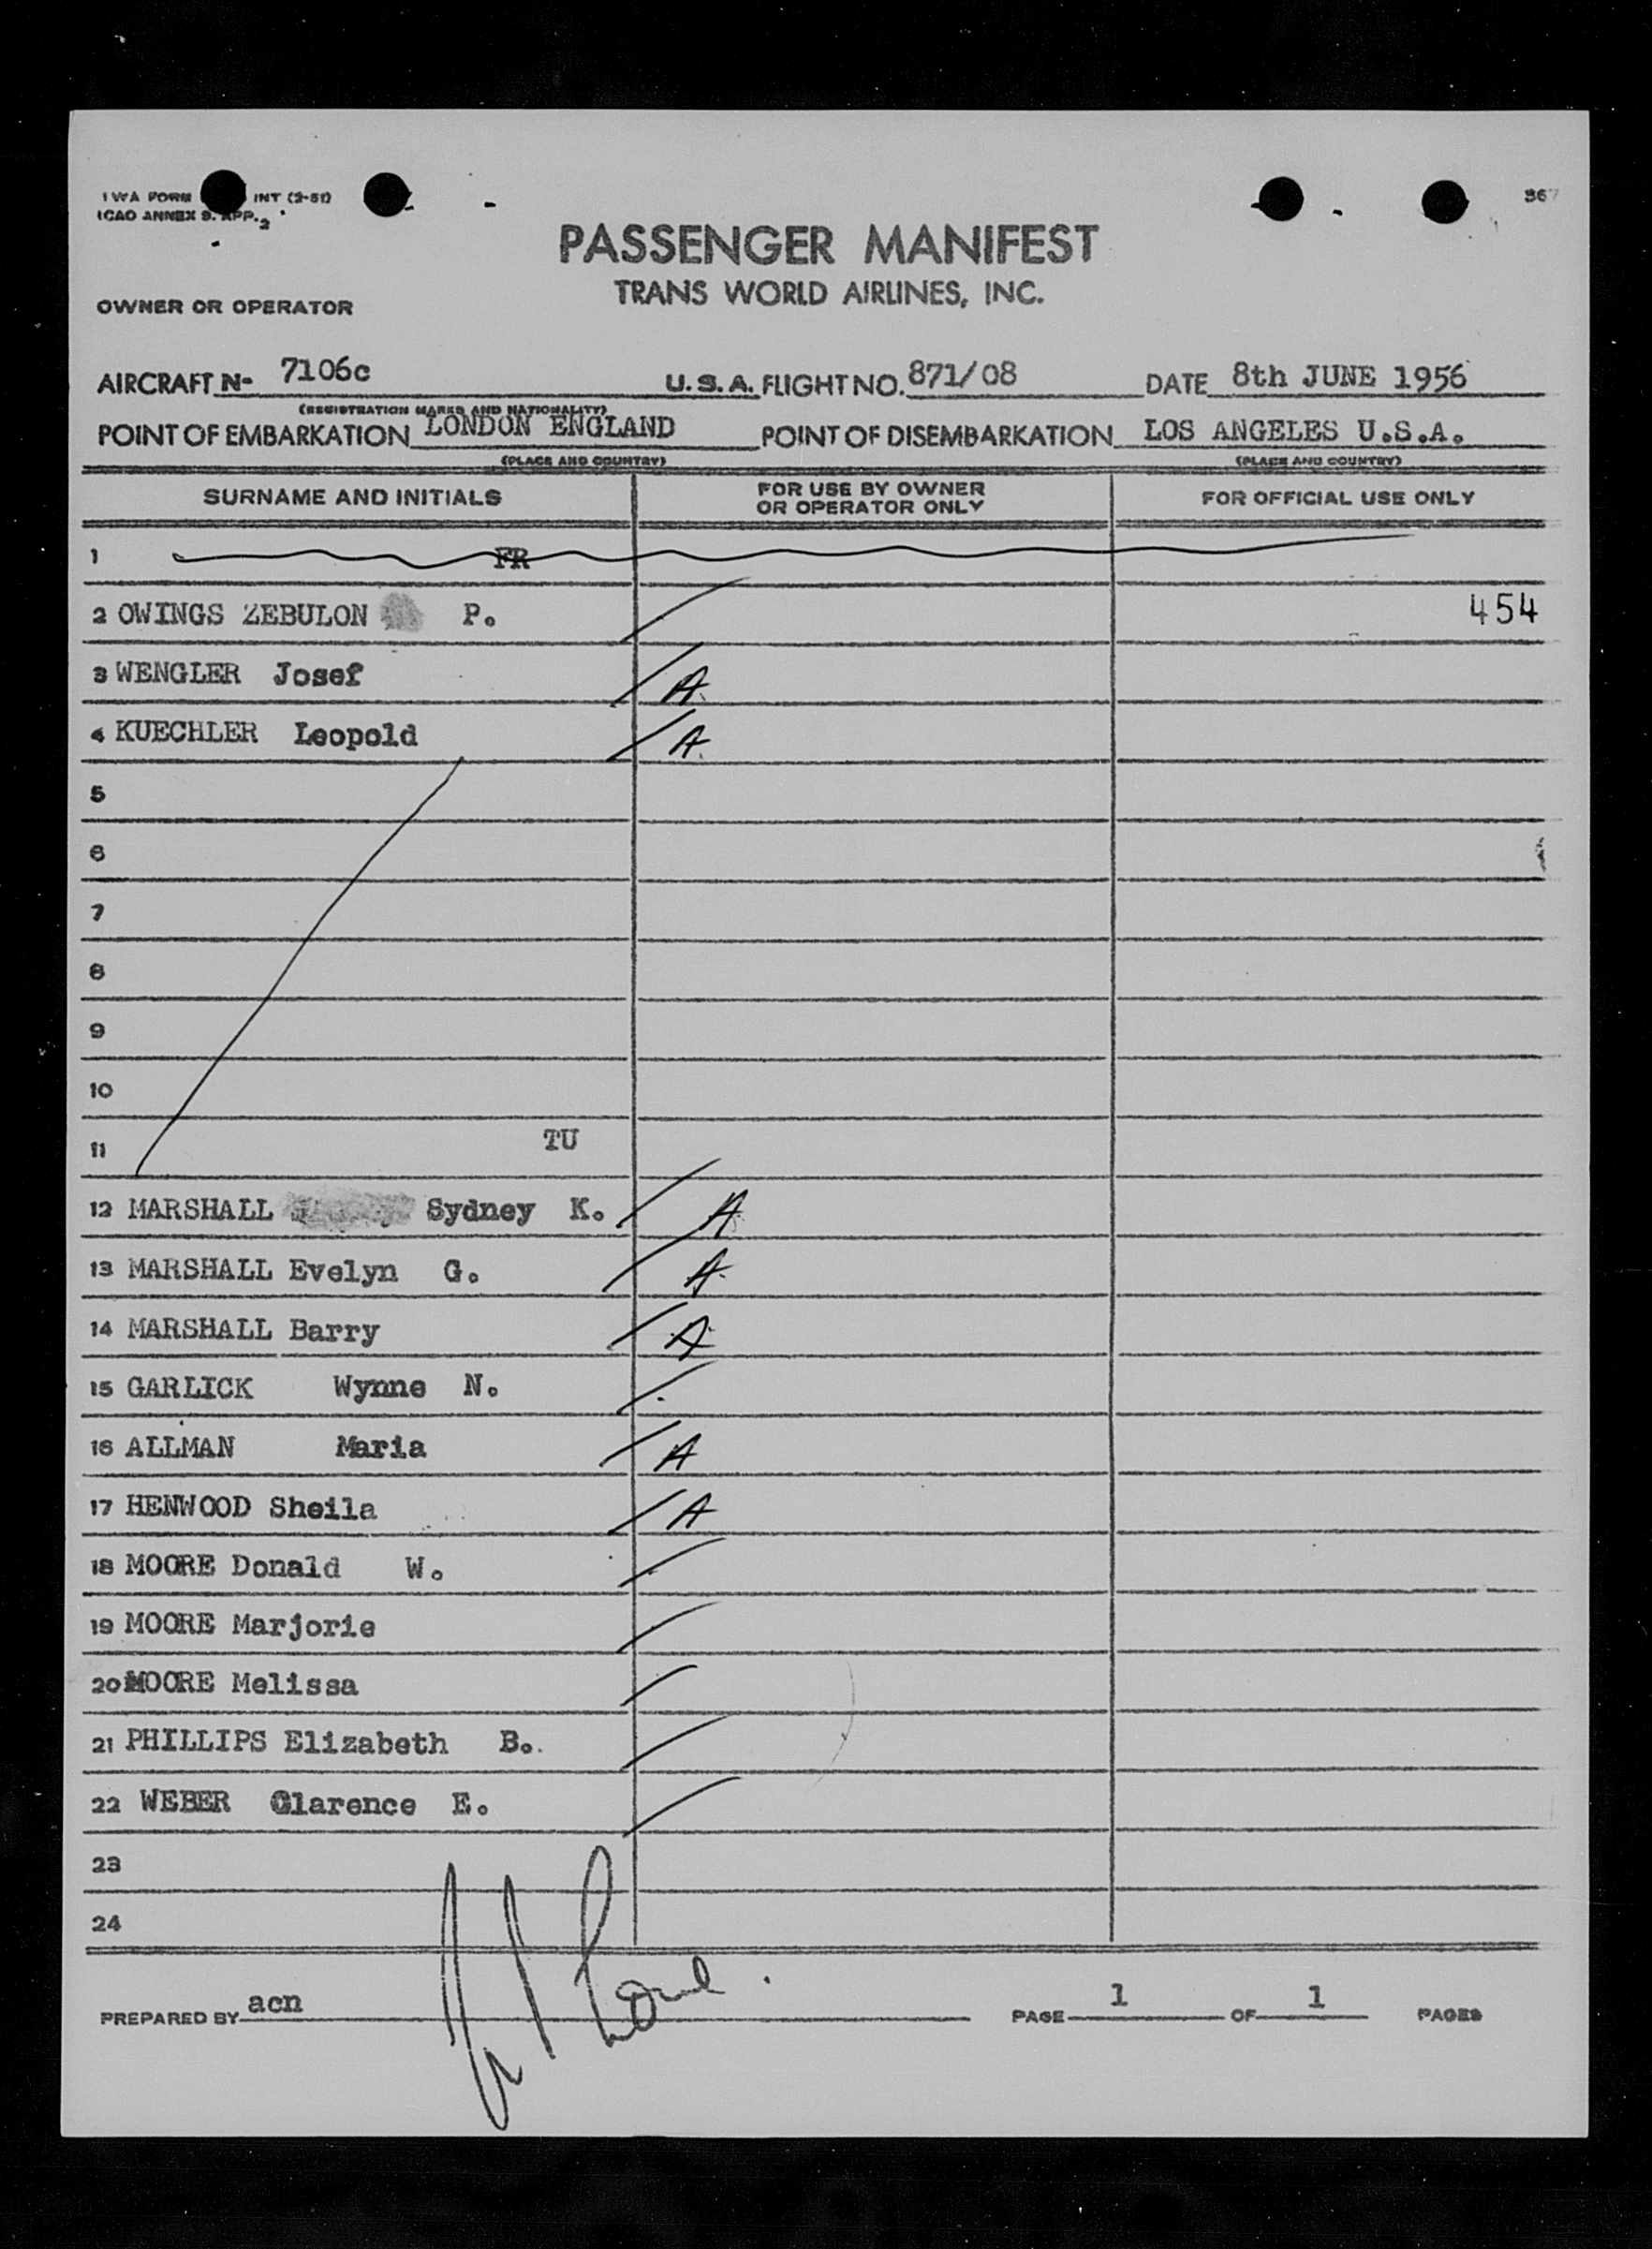 TWA FORM INT (2-51)
ICAO ANNEX 9. APP. 2
367
PASSENGER MANIFEST
TRANS WORLD AIRLINES, INC.
OWNER OR OPERATOR
AIRCRAFT N- 7106c U.S.A. FLIGHT NO. 871/08 DATE 8th JUNE 1956
(REGISTRATION MARKS AND NATIONALITY)
POINT OF EMBARKATION LONDON ENGLAND POINT OF DISEMBARKATION LOS ANGELES U.S.A.
(PLACE AND COUNTRY) (PLACE AND COUNTRY)
SURNAME AND INITIALS FOR USE BY OWNER OR OPERATOR ONLY FOR OFFICIAL USE ONLY
1 FR
2 OWINGS ZEBULON P. 454
3 WENGLER Josef A
4 KUECHLER Leopold A
5
6
7
8
9
10
11 TU
12 MARSHALL Sydney K. A
13 MARSHALL Evelyn G. A
14 MARSHALL Barry A
15 GARLICK Wynne N.
16 ALLMAN Maria A
17 HENWOOD Sheila A
18 MOORE Donald W.
19 MOORE Marjorie
20 MOORE Melissa
21 PHILLIPS Elizabeth B.
22 WEBER Clarence E.
23
24
PREPARED BY acn PAGE 1 OF 1 PAGES